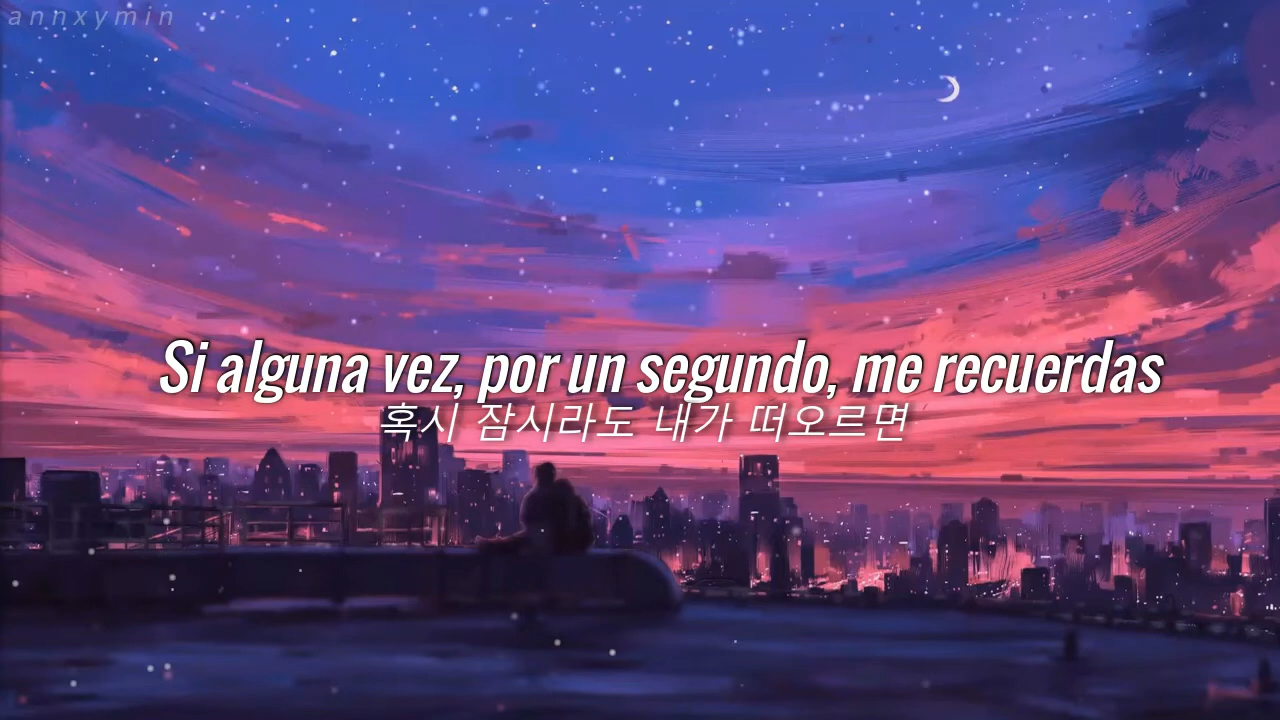 annxymin
Si alguna vez, por un segundo, me recuerdas
혹시 잠시라도 내가 떠오르면